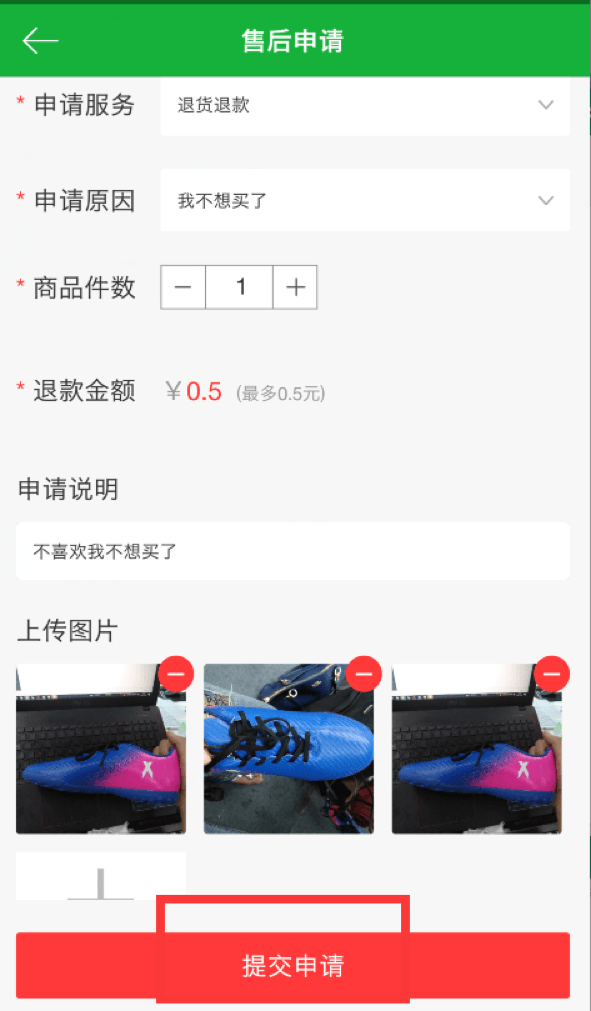 售后申请
* 申请服务 退货退款
* 申请原因 我不想买了
* 商品件数 — 1 +
* 退款金额 ￥0.5 (最多0.5元)
申请说明
不喜欢我不想买了
上传图片
提交申请